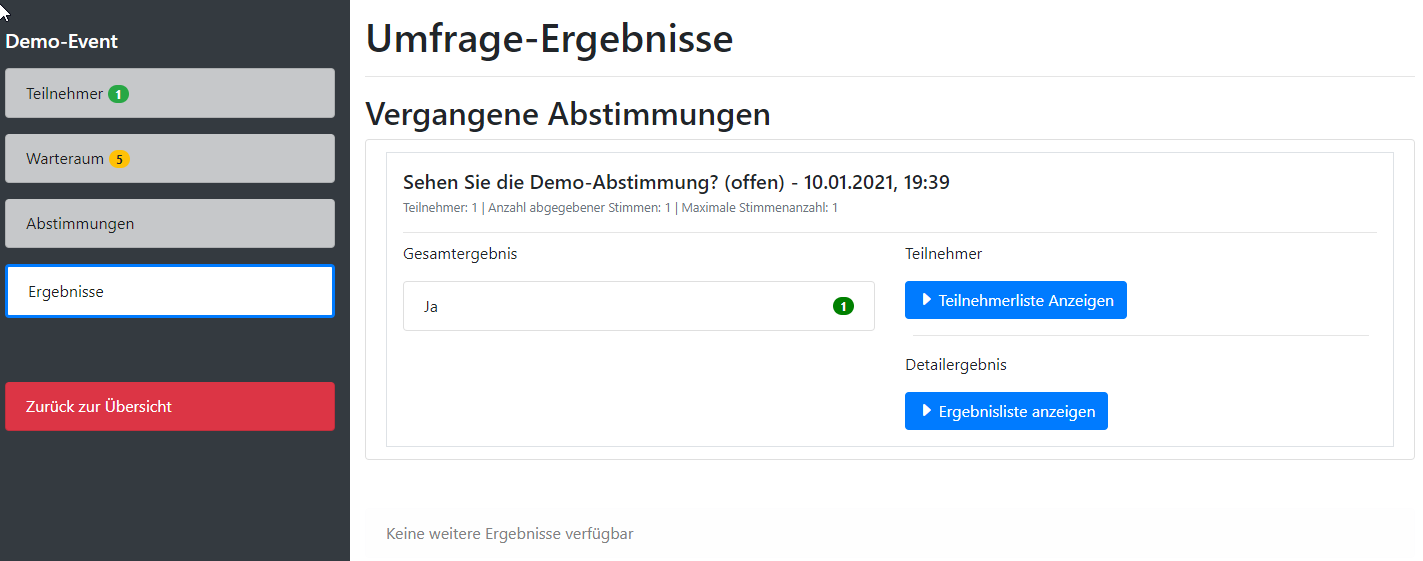 Demo-Event
Teilnehmer 1
Warteraum 5
Abstimmungen
Ergebnisse
Zurück zur Übersicht
Umfrage-Ergebnisse
Vergangene Abstimmungen
Sehen Sie die Demo-Abstimmung? (offen) - 10.01.2021, 19:39
Teilnehmer: 1 | Anzahl abgegebener Stimmen: 1 | Maximale Stimmenanzahl: 1
Gesamtergebnis
Ja 1
Teilnehmer
Teilnehmerliste Anzeigen
Detailergebnis
Ergebnisliste anzeigen
Keine weitere Ergebnisse verfügbar